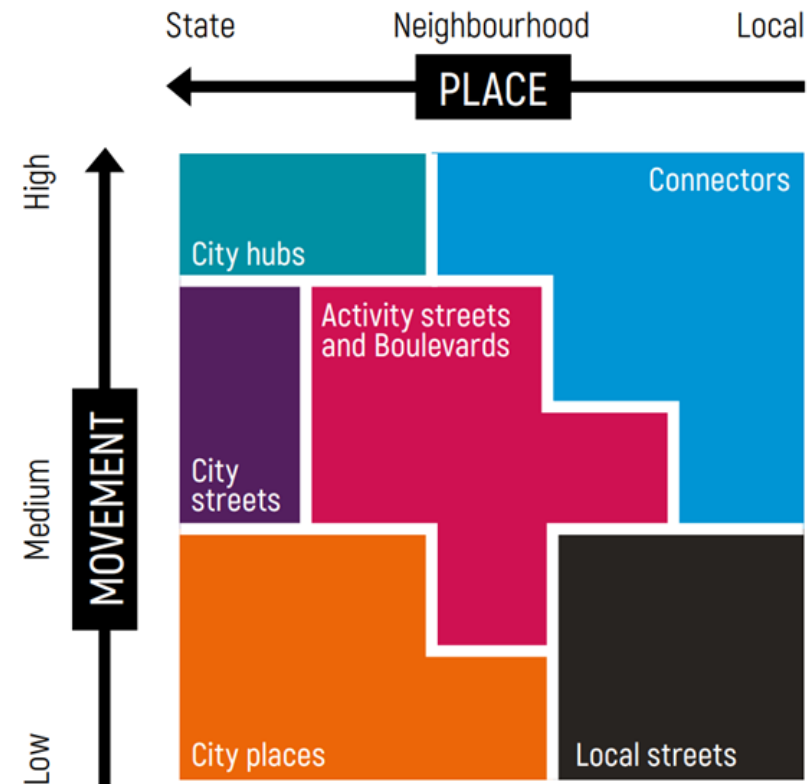 State Neighbourhood Local
PLACE
High
Connectors
City hubs
Activity streets
and Boulevards
MOVEMENT
Medium
City
streets
Low
City places
Local streets